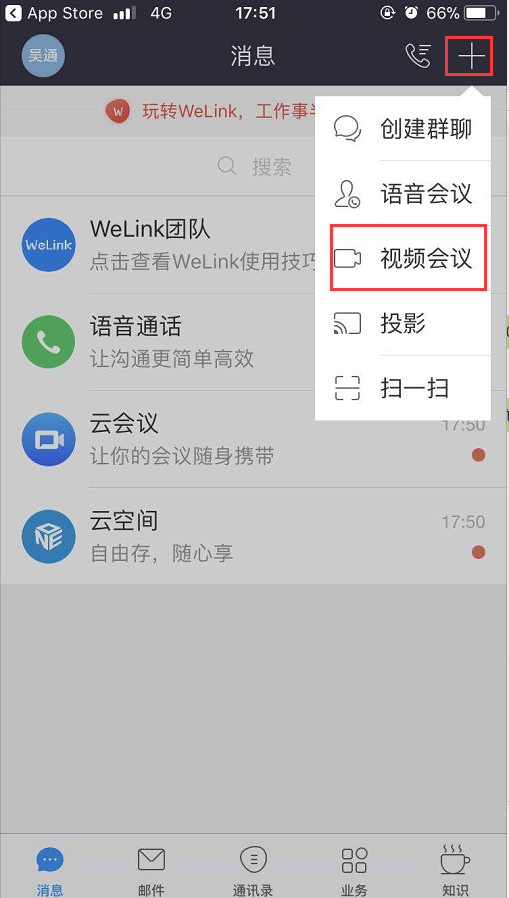 App Store 4G 17:51 66%
吴通 消息
玩转WeLink，工作事
创建群聊
搜索
语音会议
WeLink
WeLink团队
点击查看WeLink使用技巧
视频会议
语音通话
让沟通更简单高效
投影
扫一扫
云会议 17:50
让你的会议随身携带
云空间 17:50
自由存，随心享
消息 邮件 通讯录 业务 知识